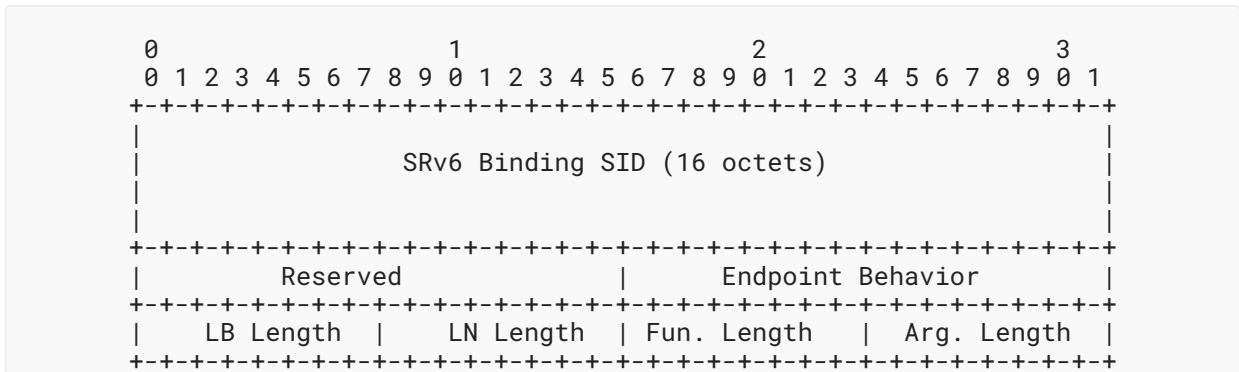 0                   1                   2                   3
0 1 2 3 4 5 6 7 8 9 0 1 2 3 4 5 6 7 8 9 0 1 2 3 4 5 6 7 8 9 0 1
+-+-+-+-+-+-+-+-+-+-+-+-+-+-+-+-+-+-+-+-+-+-+-+-+-+-+-+-+-+-+-+-+
|                                                               |
|                 SRv6 Binding SID (16 octets)                  |
|                                                               |
|                                                               |
+-+-+-+-+-+-+-+-+-+-+-+-+-+-+-+-+-+-+-+-+-+-+-+-+-+-+-+-+-+-+-+-+
|         Reserved              |      Endpoint Behavior        |
+-+-+-+-+-+-+-+-+-+-+-+-+-+-+-+-+-+-+-+-+-+-+-+-+-+-+-+-+-+-+-+-+
|    LB Length  |    LN Length  | Fun. Length   |  Arg. Length  |
+-+-+-+-+-+-+-+-+-+-+-+-+-+-+-+-+-+-+-+-+-+-+-+-+-+-+-+-+-+-+-+-+